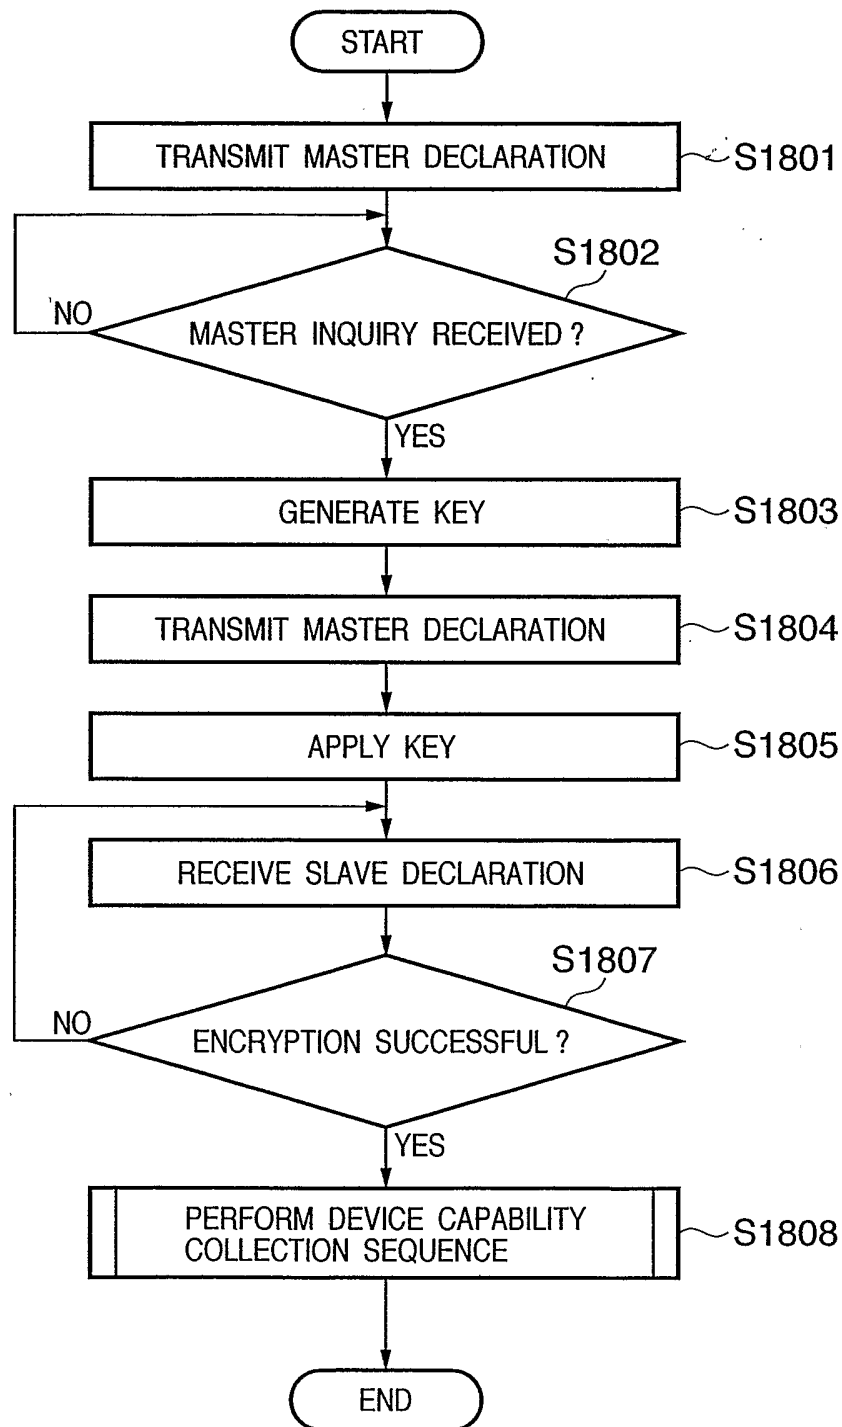 START
TRANSMIT MASTER DECLARATION
S1801
S1802
NO
MASTER INQUIRY RECEIVED ?
YES
GENERATE KEY
S1803
TRANSMIT MASTER DECLARATION
S1804
APPLY KEY
S1805
RECEIVE SLAVE DECLARATION
S1806
S1807
NO
ENCRYPTION SUCCESSFUL ?
YES
PERFORM DEVICE CAPABILITY
COLLECTION SEQUENCE
S1808
END